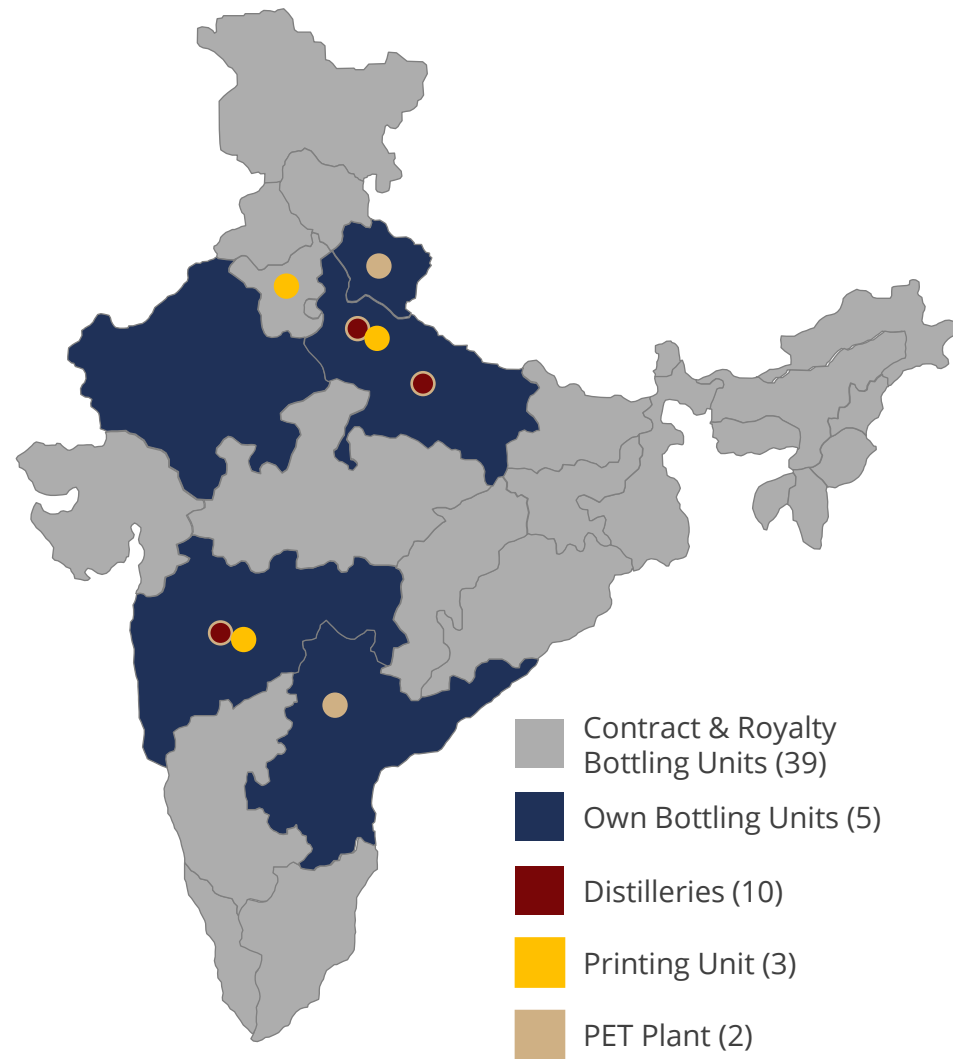 Contract & Royalty
Bottling Units (39)
Own Bottling Units (5)
Distilleries (10)
Printing Unit (3)
PET Plant (2)